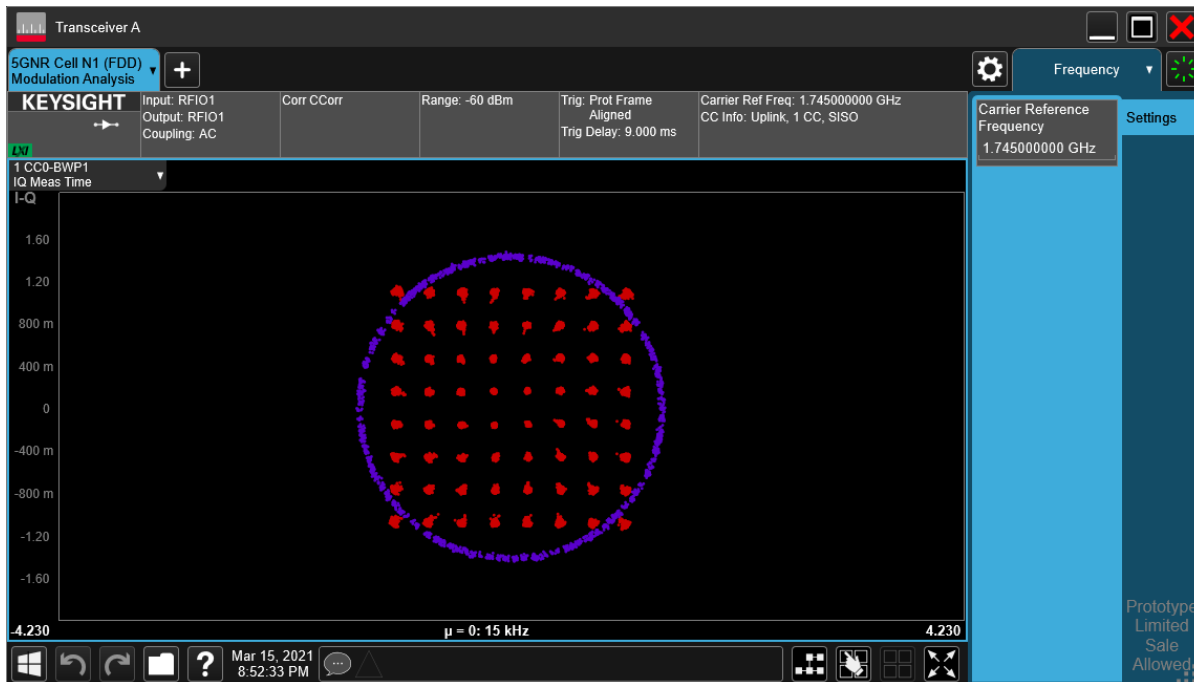 Transceiver A
5GNR Cell N1 (FDD)
Modulation Analysis
+
Frequency
KEYSIGHT
LXI
Input: RFIO1
Output: RFIO1
Coupling: AC
Corr CCorr
Range: -60 dBm
Trig: Prot Frame
Aligned
Trig Delay: 9.000 ms
Carrier Ref Freq: 1.745000000 GHz
CC Info: Uplink, 1 CC, SISO
Carrier Reference
Frequency
1.745000000 GHz
Settings
1 CC0-BWP1
IQ Meas Time
I-Q
1.60
1.20
800 m
400 m
0
-400 m
-800 m
-1.20
-1.60
-4.230
μ = 0: 15 kHz
4.230
Prototype
Limited
Sale
Allowed
?
Mar 15, 2021
8:52:33 PM